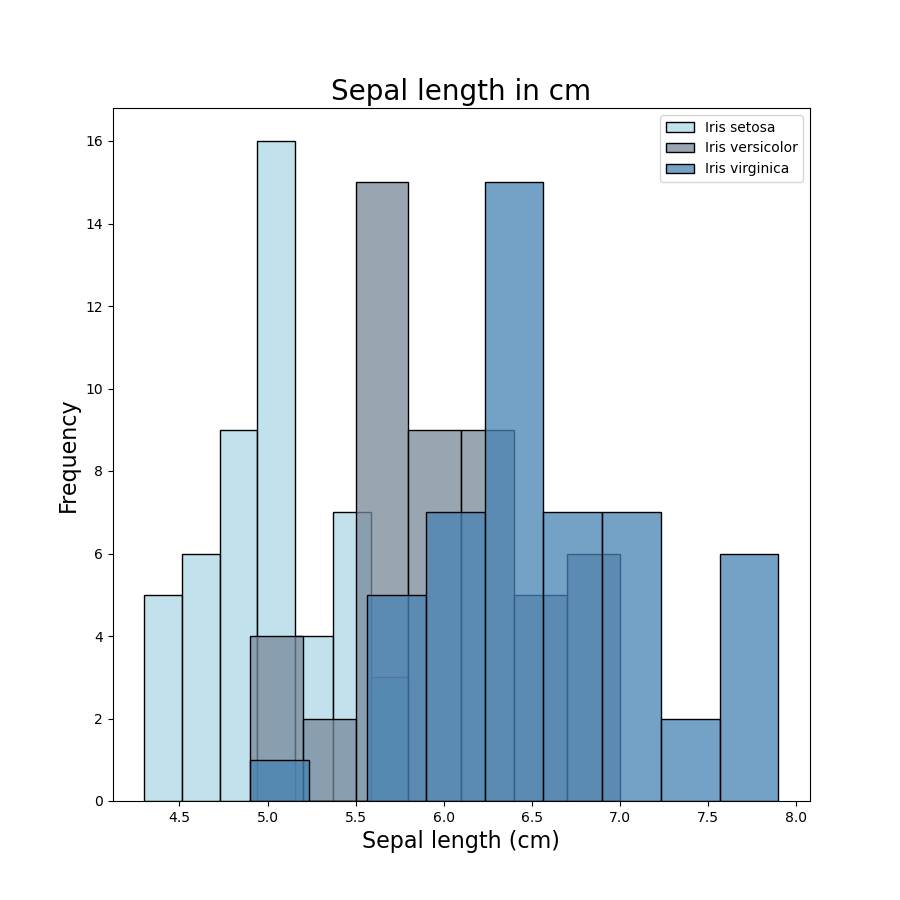 Sepal length in cm
Iris setosa
Iris versicolor
Iris virginica
16
14
12
10
8
6
4
2
0
Frequency
4.5 5.0 5.5 6.0 6.5 7.0 7.5 8.0
Sepal length (cm)